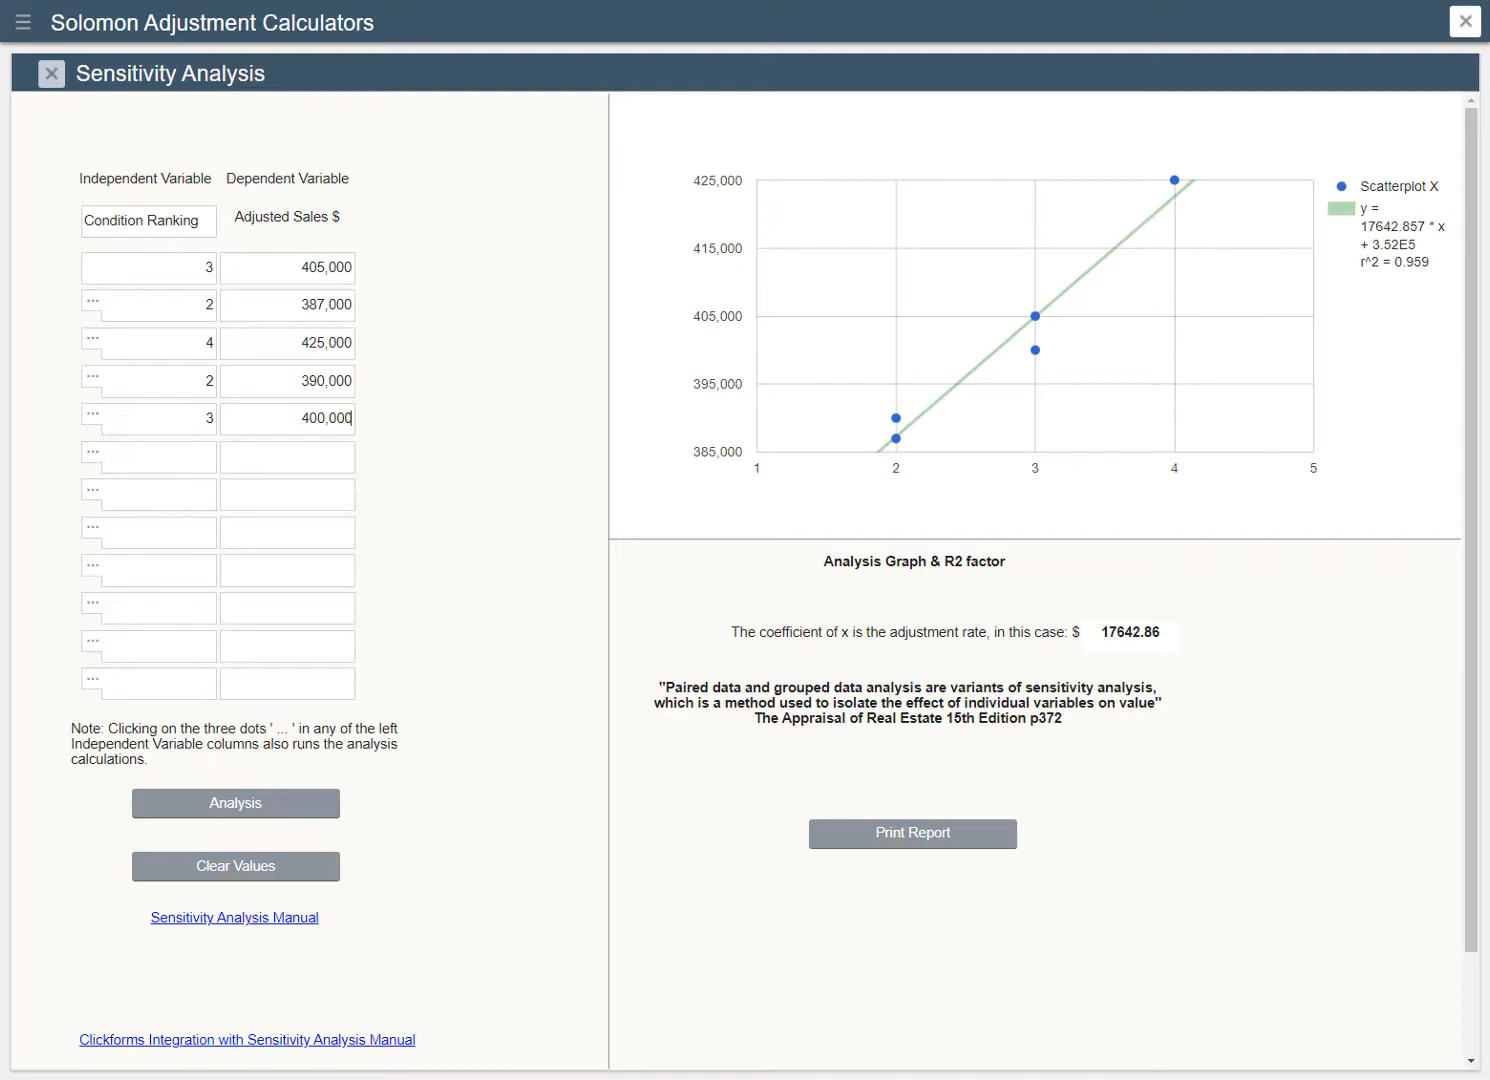 Solomon Adjustment Calculators
Sensitivity Analysis
Independent Variable Dependent Variable
Condition Ranking Adjusted Sales $
3 405,000
... 2 387,000
... 4 425,000
... 2 390,000
... 3 400,000
...
...
...
...
...
...
...
Note: Clicking on the three dots ' ... ' in any of the left
Independent Variable columns also runs the analysis
calculations.
Analysis
Clear Values
Sensitivity Analysis Manual
Clickforms Integration with Sensitivity Analysis Manual
425,000
415,000
405,000
395,000
385,000
1 2 3 4 5
Scatterplot X
y =
17642.857 * x
+ 3.52E5
r^2 = 0.959
Analysis Graph & R2 factor
The coefficient of x is the adjustment rate, in this case: $ 17642.86
"Paired data and grouped data analysis are variants of sensitivity analysis,
which is a method used to isolate the effect of individual variables on value"
The Appraisal of Real Estate 15th Edition p372
Print Report